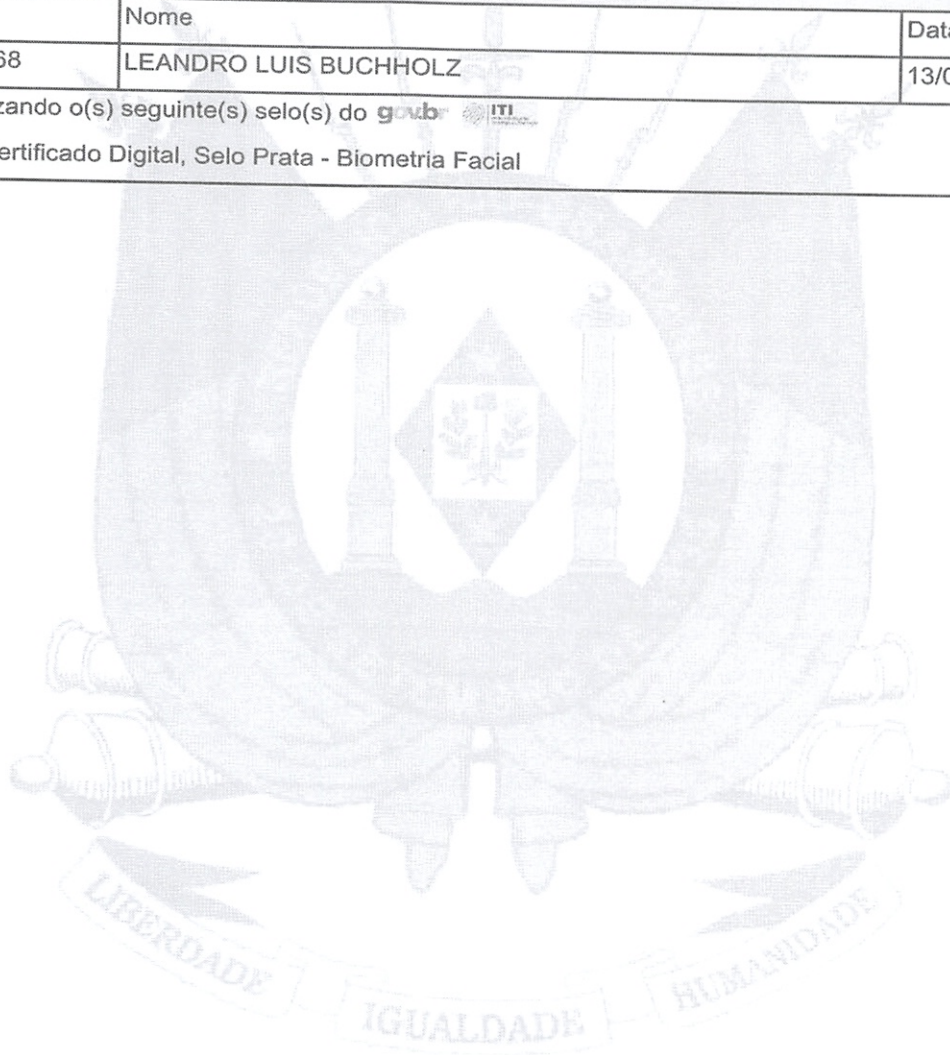 Nome Data
68 LEANDRO LUIS BUCHHOLZ 13/0
zando o(s) seguinte(s) selo(s) do gov.br ITI
ertificado Digital, Selo Prata - Biometria Facial
LIBERDADE
IGUALDADE
HUMANIDADE